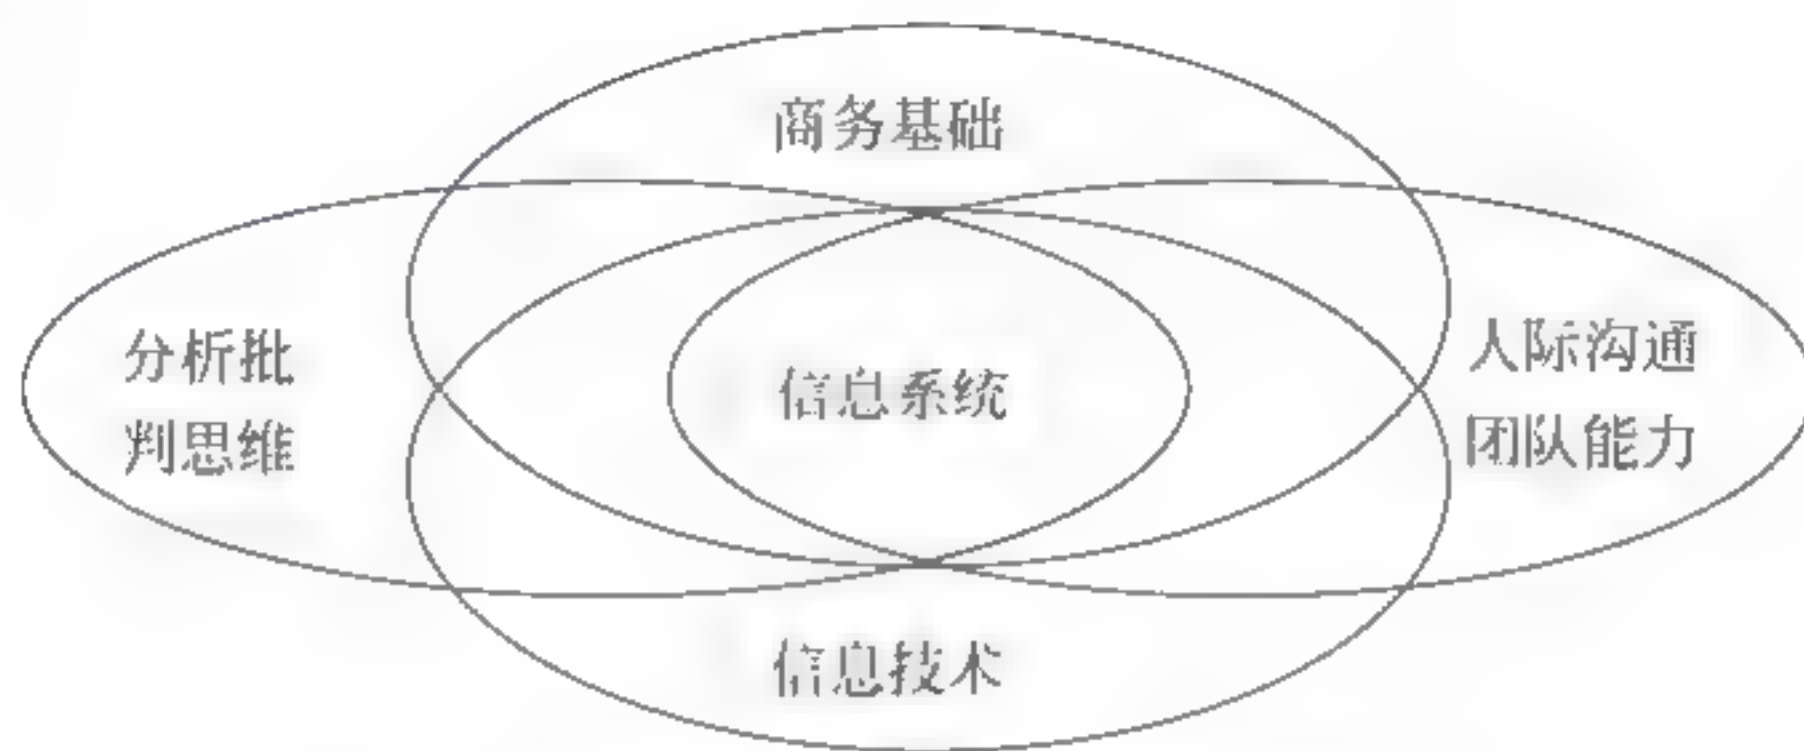 商务基础
分析批
判思维
信息系统
人际沟通
团队能力
信息技术